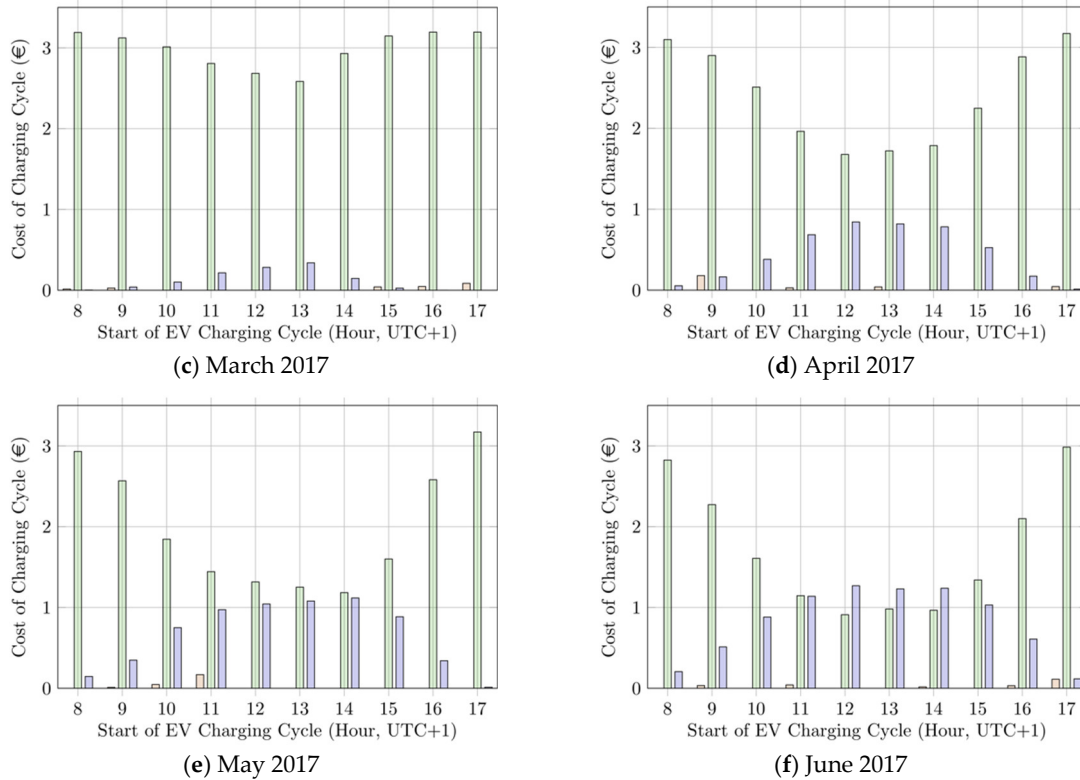 Cost of Charging Cycle (€)
3
2
1
0
8 9 10 11 12 13 14 15 16 17
Start of EV Charging Cycle (Hour, UTC+1)
(c) March 2017
Cost of Charging Cycle (€)
3
2
1
0
8 9 10 11 12 13 14 15 16 17
Start of EV Charging Cycle (Hour, UTC+1)
(d) April 2017
Cost of Charging Cycle (€)
3
2
1
0
8 9 10 11 12 13 14 15 16 17
Start of EV Charging Cycle (Hour, UTC+1)
(e) May 2017
Cost of Charging Cycle (€)
3
2
1
0
8 9 10 11 12 13 14 15 16 17
Start of EV Charging Cycle (Hour, UTC+1)
(f) June 2017